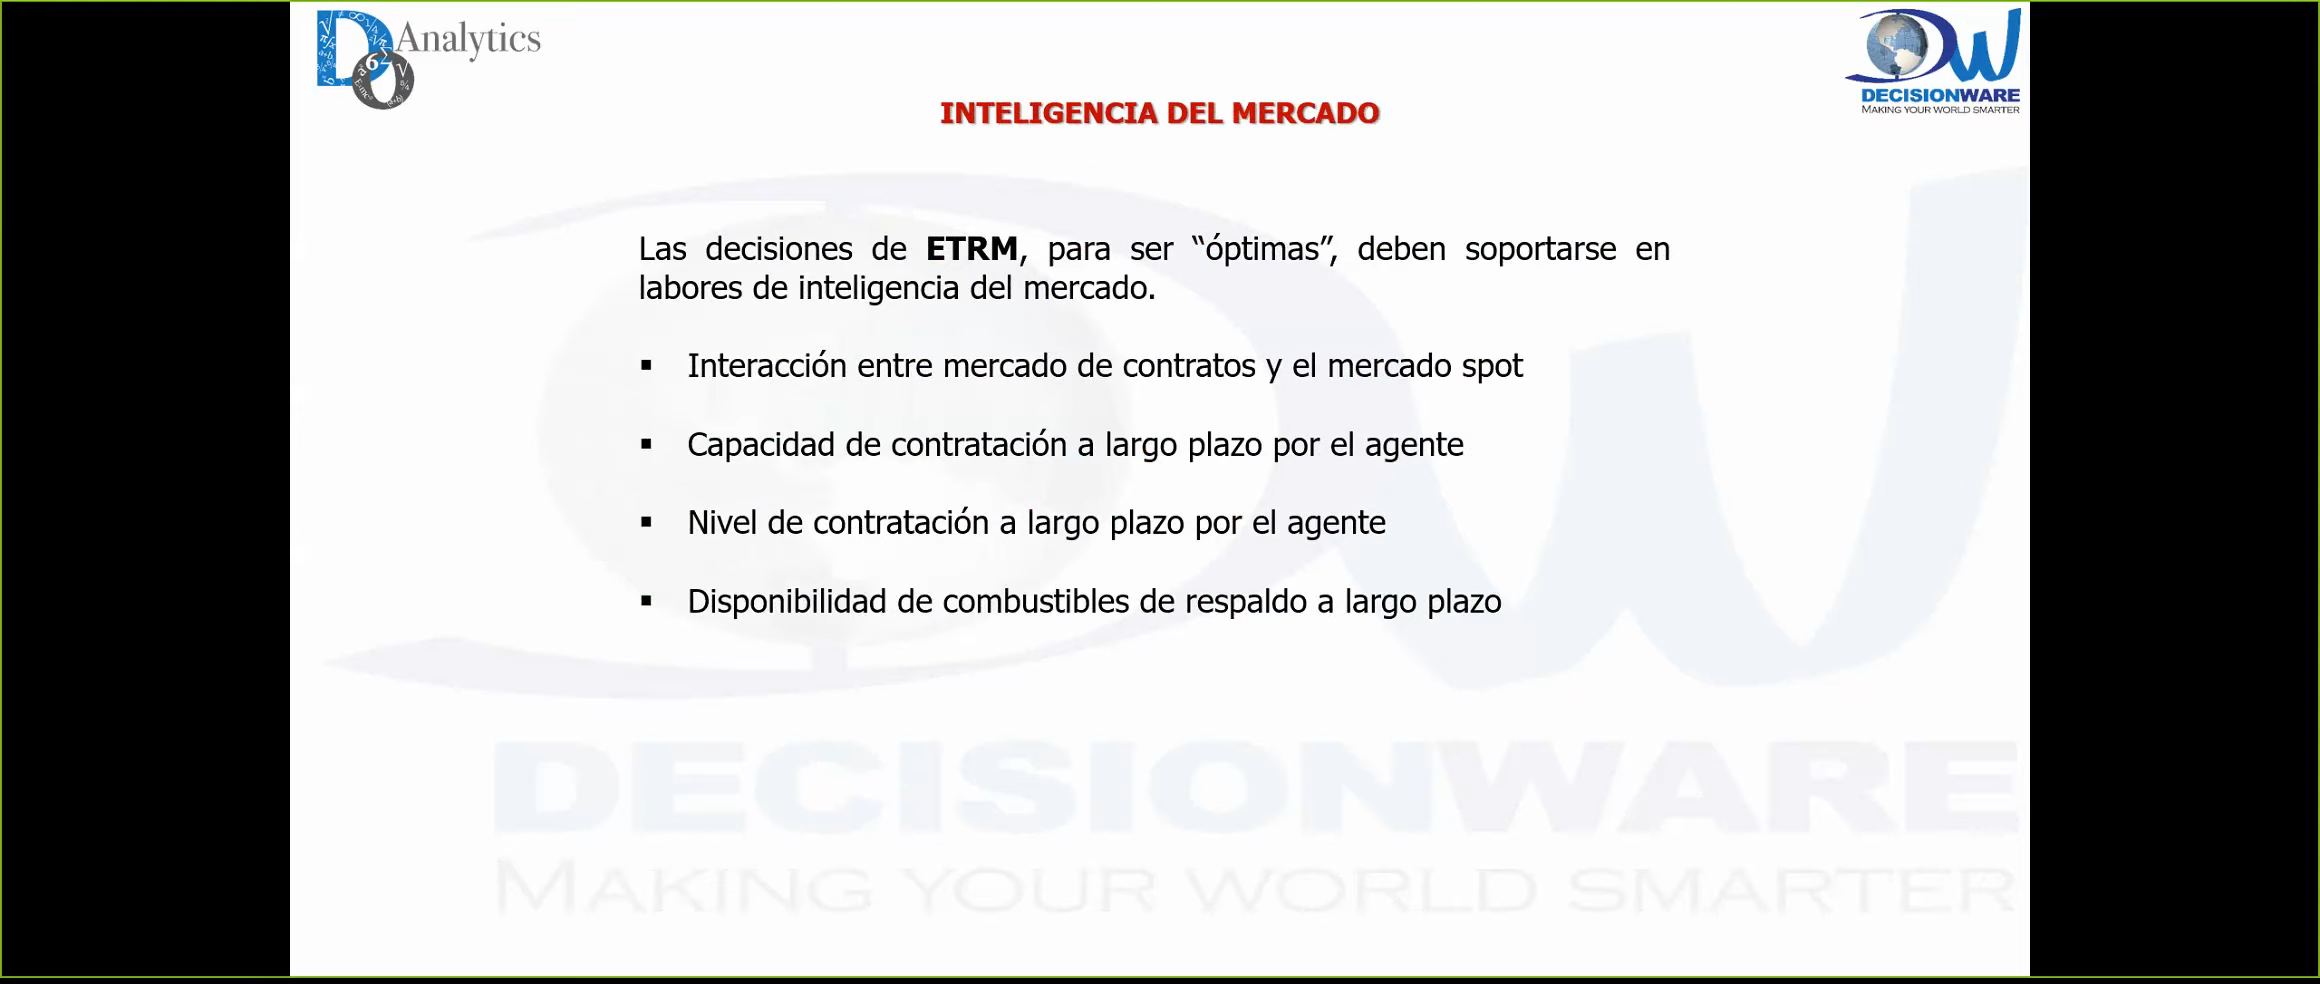 Analytics
DECISIONWARE
MAKING YOUR WORLD SMARTER
INTELIGENCIA DEL MERCADO
Las decisiones de ETRM, para ser “óptimas”, deben soportarse en
labores de inteligencia del mercado.
▪ Interacción entre mercado de contratos y el mercado spot
▪ Capacidad de contratación a largo plazo por el agente
▪ Nivel de contratación a largo plazo por el agente
▪ Disponibilidad de combustibles de respaldo a largo plazo
DECISIONWARE
MAKING YOUR WORLD SMARTER